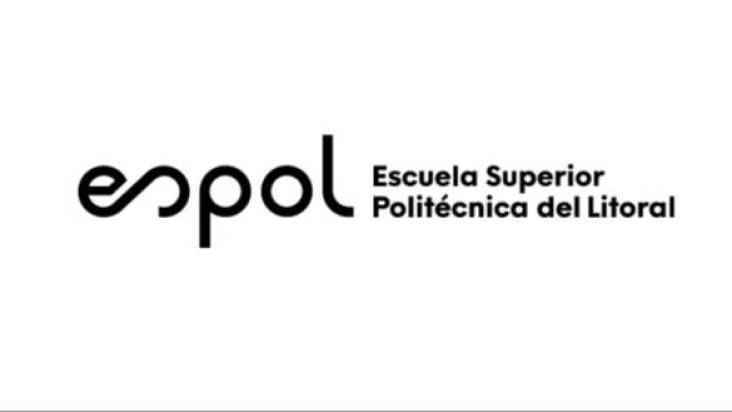 espol
Escuela Superior
Politécnica del Litoral